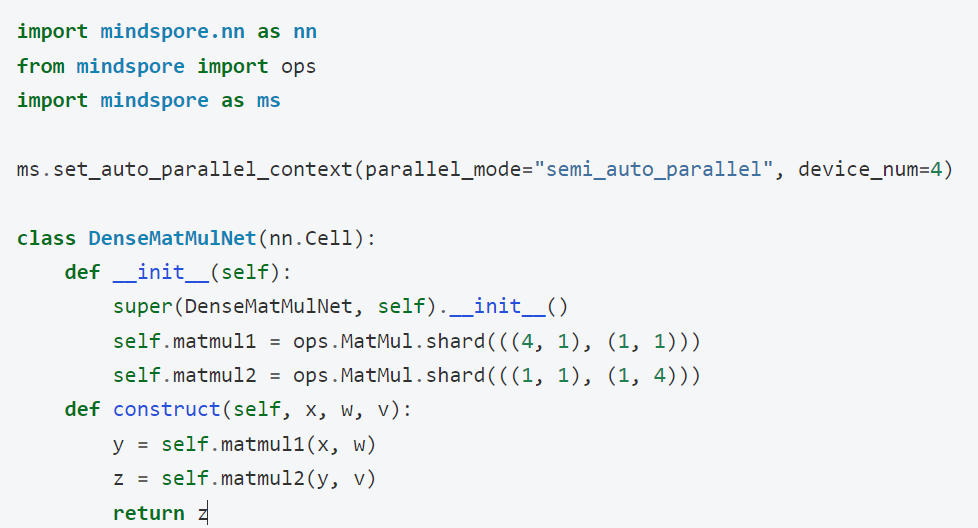 import mindspore.nn as nn
from mindspore import ops
import mindspore as ms

ms.set_auto_parallel_context(parallel_mode="semi_auto_parallel", device_num=4)

class DenseMatMulNet(nn.Cell):
    def __init__(self):
        super(DenseMatMulNet, self).__init__()
        self.matmul1 = ops.MatMul.shard(((4, 1), (1, 1)))
        self.matmul2 = ops.MatMul.shard(((1, 1), (1, 4)))
    def construct(self, x, w, v):
        y = self.matmul1(x, w)
        z = self.matmul2(y, v)
        return z